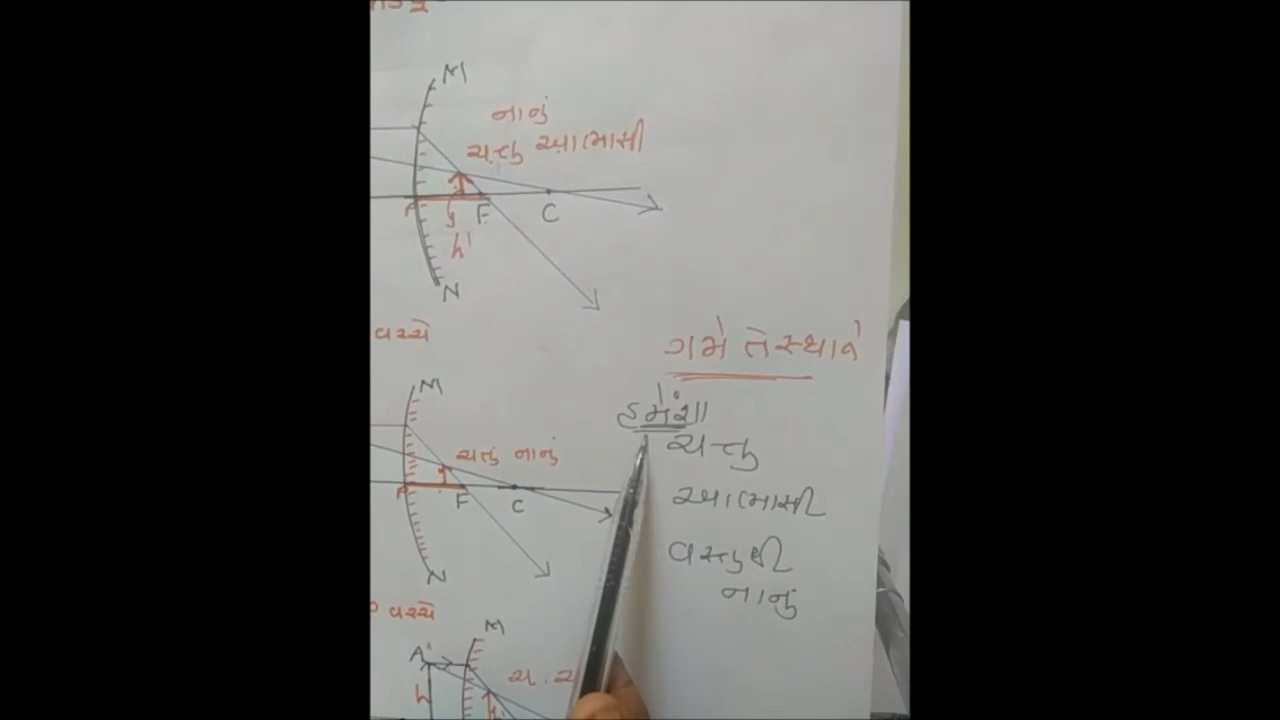 M
નાનું
ચત્તુ આભાસી
P F C
h'
N
વચ્ચે
ગમે તે સ્થાને
M
હંમેશા
ચત્તુ
ચતું નાનું
P F C
આભાસી
વસ્તુથી
નાનું
N
વચ્ચે
M
A
h